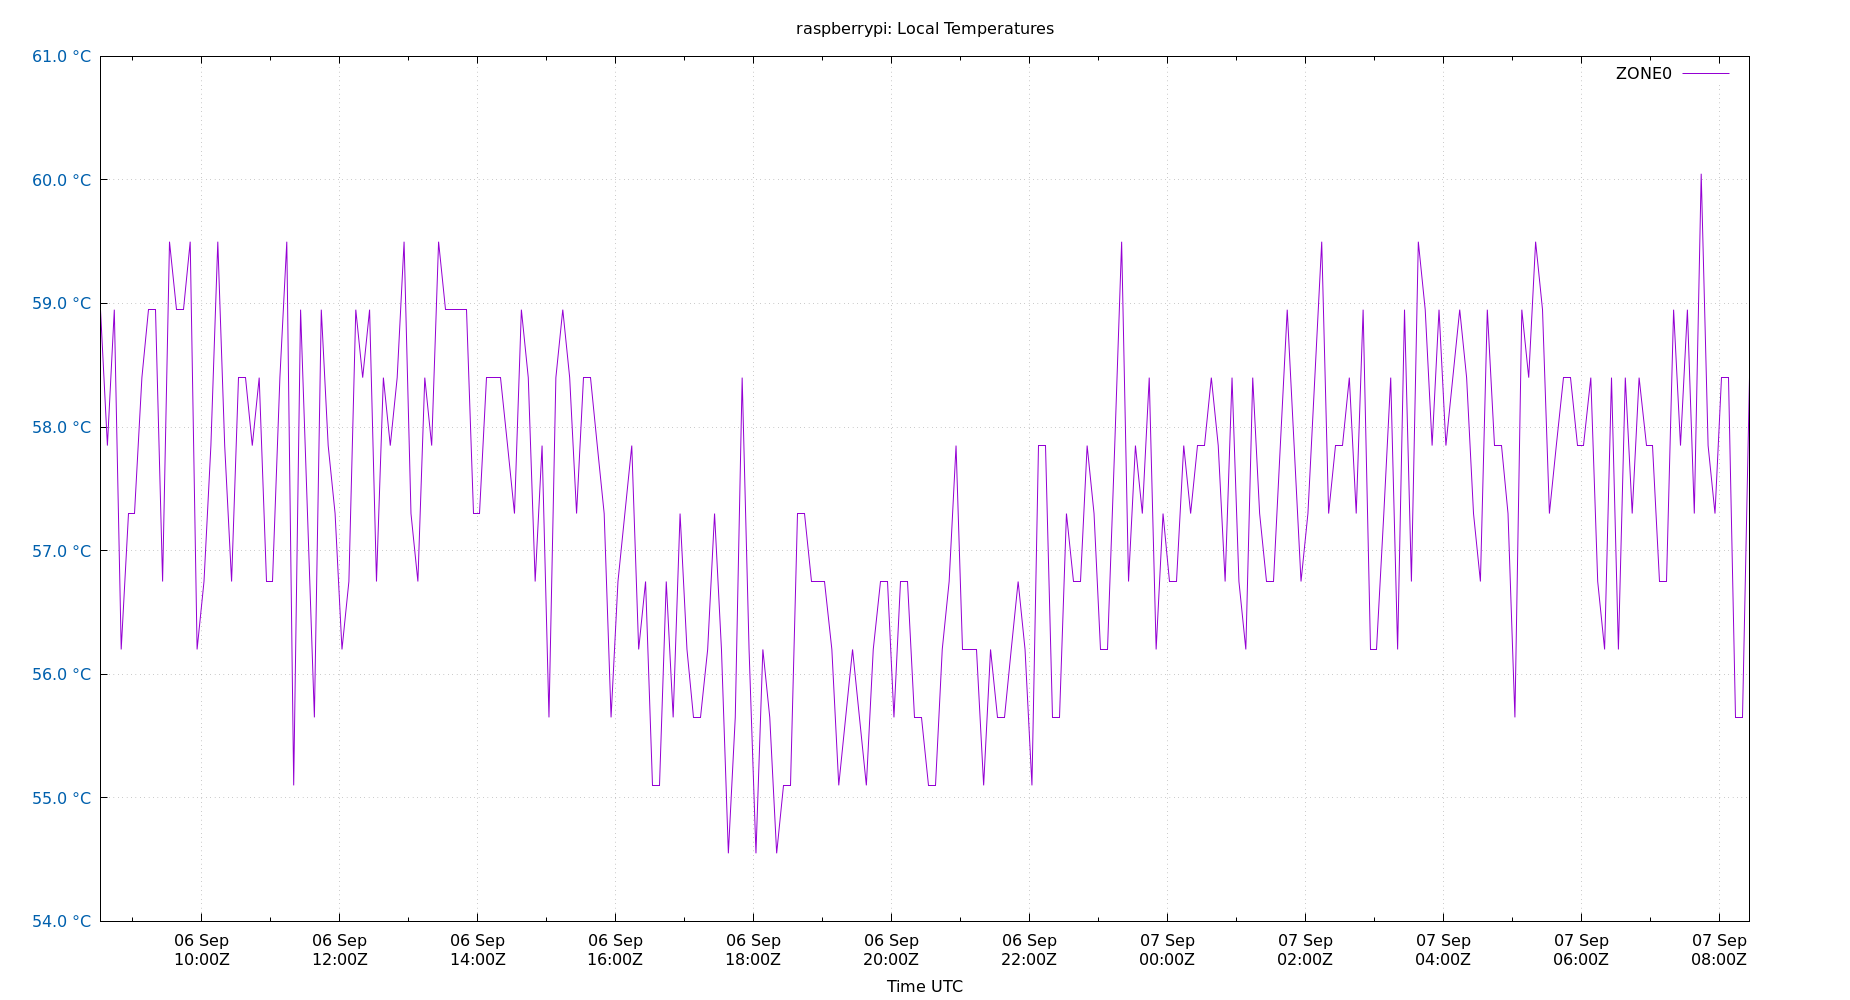 raspberrypi: Local Temperatures
61.0 °C
ZONE0
60.0 °C
59.0 °C
58.0 °C
57.0 °C
56.0 °C
55.0 °C
54.0 °C
06 Sep 06 Sep 06 Sep 06 Sep 06 Sep 06 Sep 06 Sep 07 Sep 07 Sep 07 Sep 07 Sep 07 Sep
10:00Z 12:00Z 14:00Z 16:00Z 18:00Z 20:00Z 22:00Z 00:00Z 02:00Z 04:00Z 06:00Z 08:00Z
Time UTC